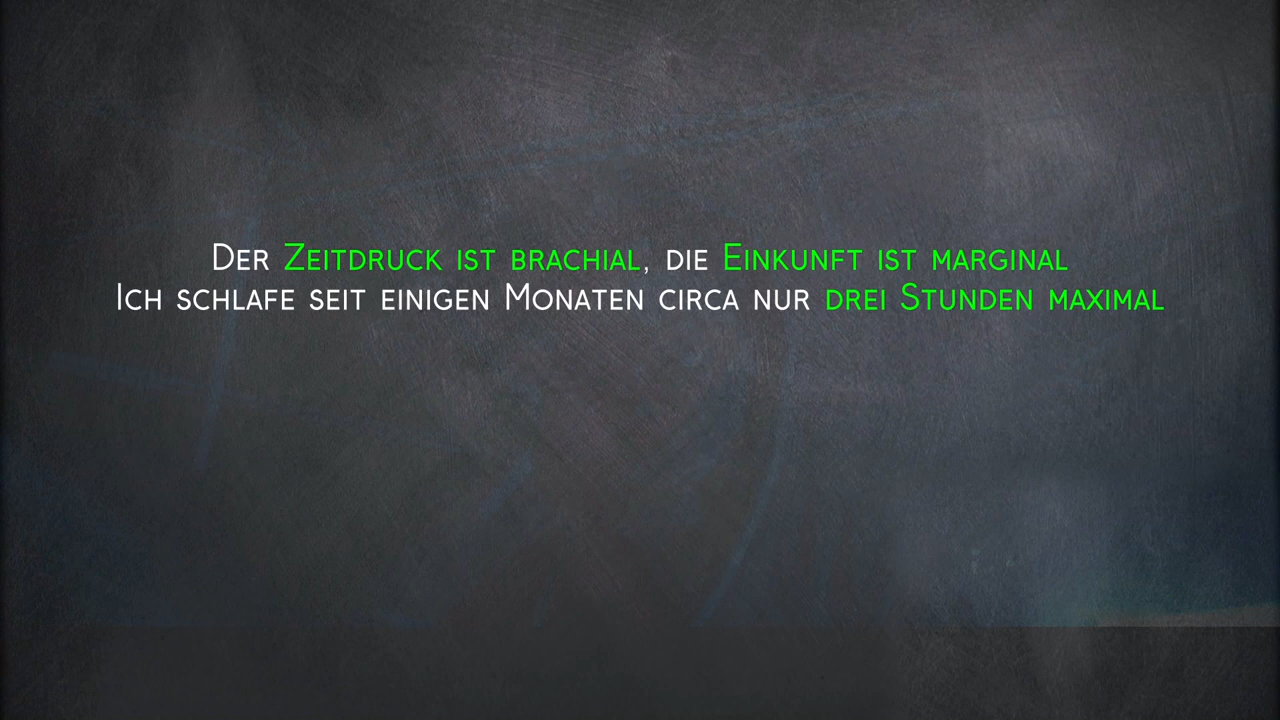 Der Zeitdruck ist brachial, die Einkunft ist marginal
Ich schlafe seit einigen Monaten circa nur drei Stunden maximal